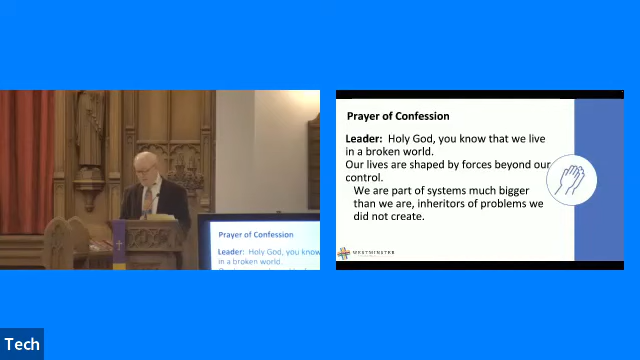 Prayer of Confession
Leader: Holy God, you know
in a broken world.
Prayer of Confession
Leader: Holy God, you know that we live
in a broken world.
Our lives are shaped by forces beyond our
control.
We are part of systems much bigger
than we are, inheritors of problems we
did not create.
WESTMINSTER
Tech